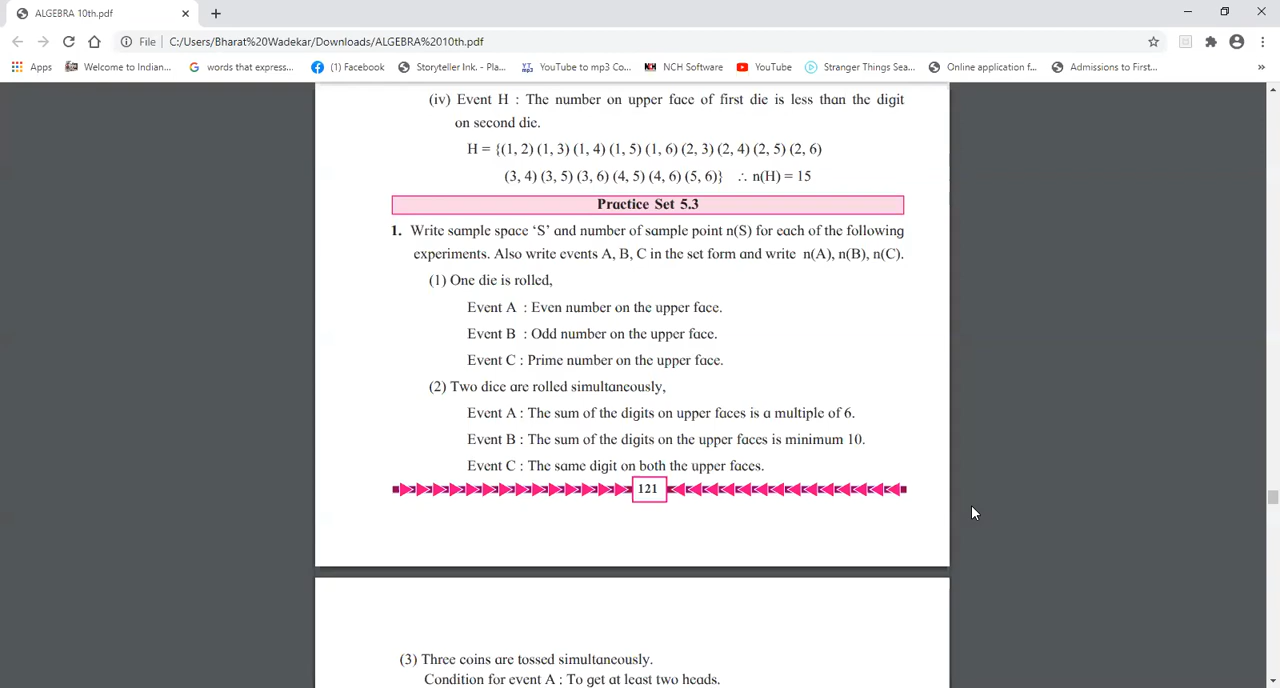 ALGEBRA 10th.pdf
File | C:/Users/Bharat%20Wadekar/Downloads/ALGEBRA%2010th.pdf
Apps Welcome to Indian... words that express... (1) Facebook Storyteller Ink. - Pla... YouTube to mp3 Co... NCH Software YouTube Stranger Things Sea... Online application f... Admissions to First... »
(iv) Event H : The number on upper face of first die is less than the digit
on second die.
H = {(1, 2) (1, 3) (1, 4) (1, 5) (1, 6) (2, 3) (2, 4) (2, 5) (2, 6)
(3, 4) (3, 5) (3, 6) (4, 5) (4, 6) (5, 6)} ∴ n(H) = 15
Practice Set 5.3
1. Write sample space ‘S’ and number of sample point n(S) for each of the following
experiments. Also write events A, B, C in the set form and write n(A), n(B), n(C).
(1) One die is rolled,
Event A : Even number on the upper face.
Event B : Odd number on the upper face.
Event C : Prime number on the upper face.
(2) Two dice are rolled simultaneously,
Event A : The sum of the digits on upper faces is a multiple of 6.
Event B : The sum of the digits on the upper faces is minimum 10.
Event C : The same digit on both the upper faces.
121
(3) Three coins are tossed simultaneously.
Condition for event A : To get at least two heads.